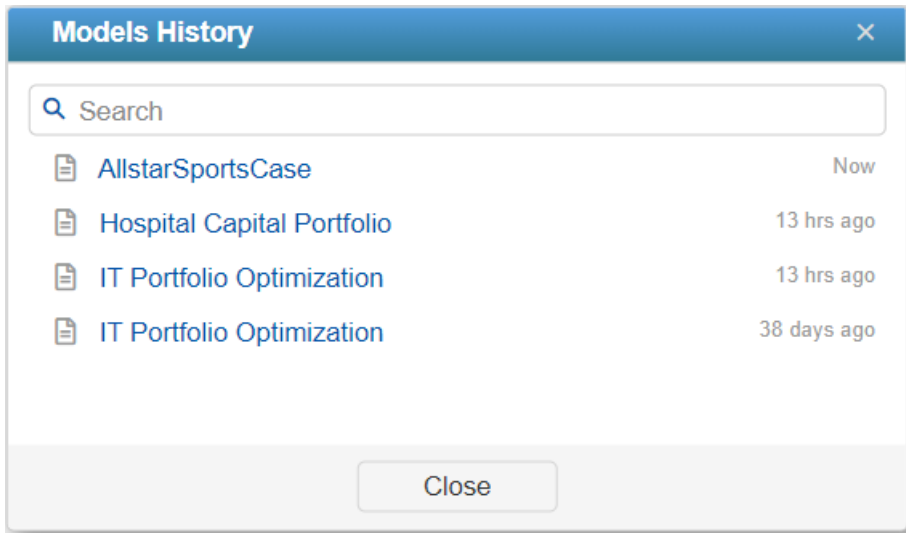 Models History ×
Search
AllstarSportsCase Now
Hospital Capital Portfolio 13 hrs ago
IT Portfolio Optimization 13 hrs ago
IT Portfolio Optimization 38 days ago
Close